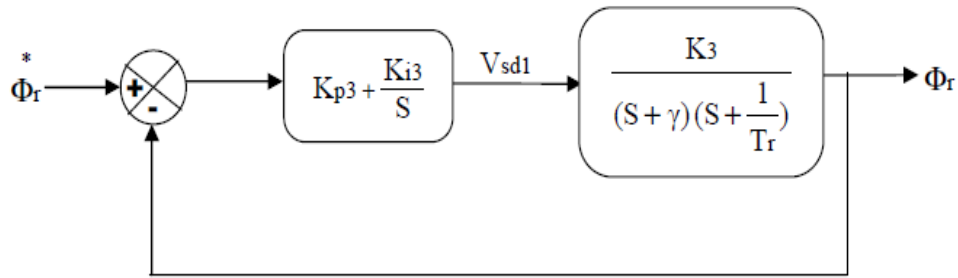 *
Φr
+
-
Kp3 + Ki3/S
Vsd1
K3
(S + γ) (S + 1/Tr)
Φr